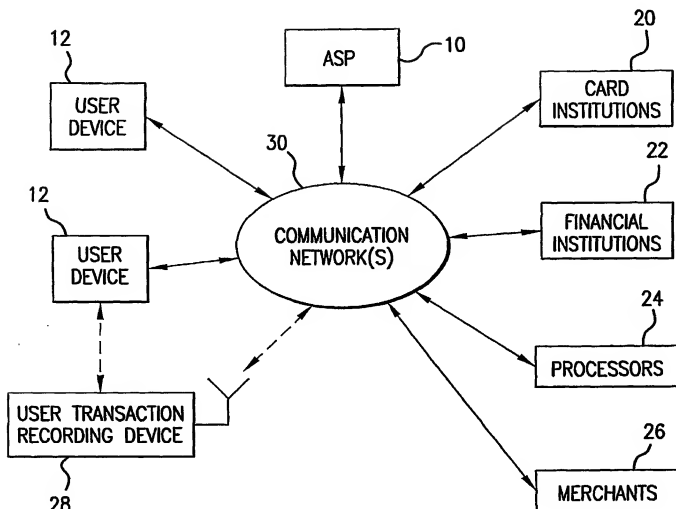 12
USER
DEVICE
ASP
10
20
CARD
INSTITUTIONS
30
22
12
USER
DEVICE
COMMUNICATION
NETWORK(S)
FINANCIAL
INSTITUTIONS
24
PROCESSORS
USER TRANSACTION
RECORDING DEVICE
28
26
MERCHANTS